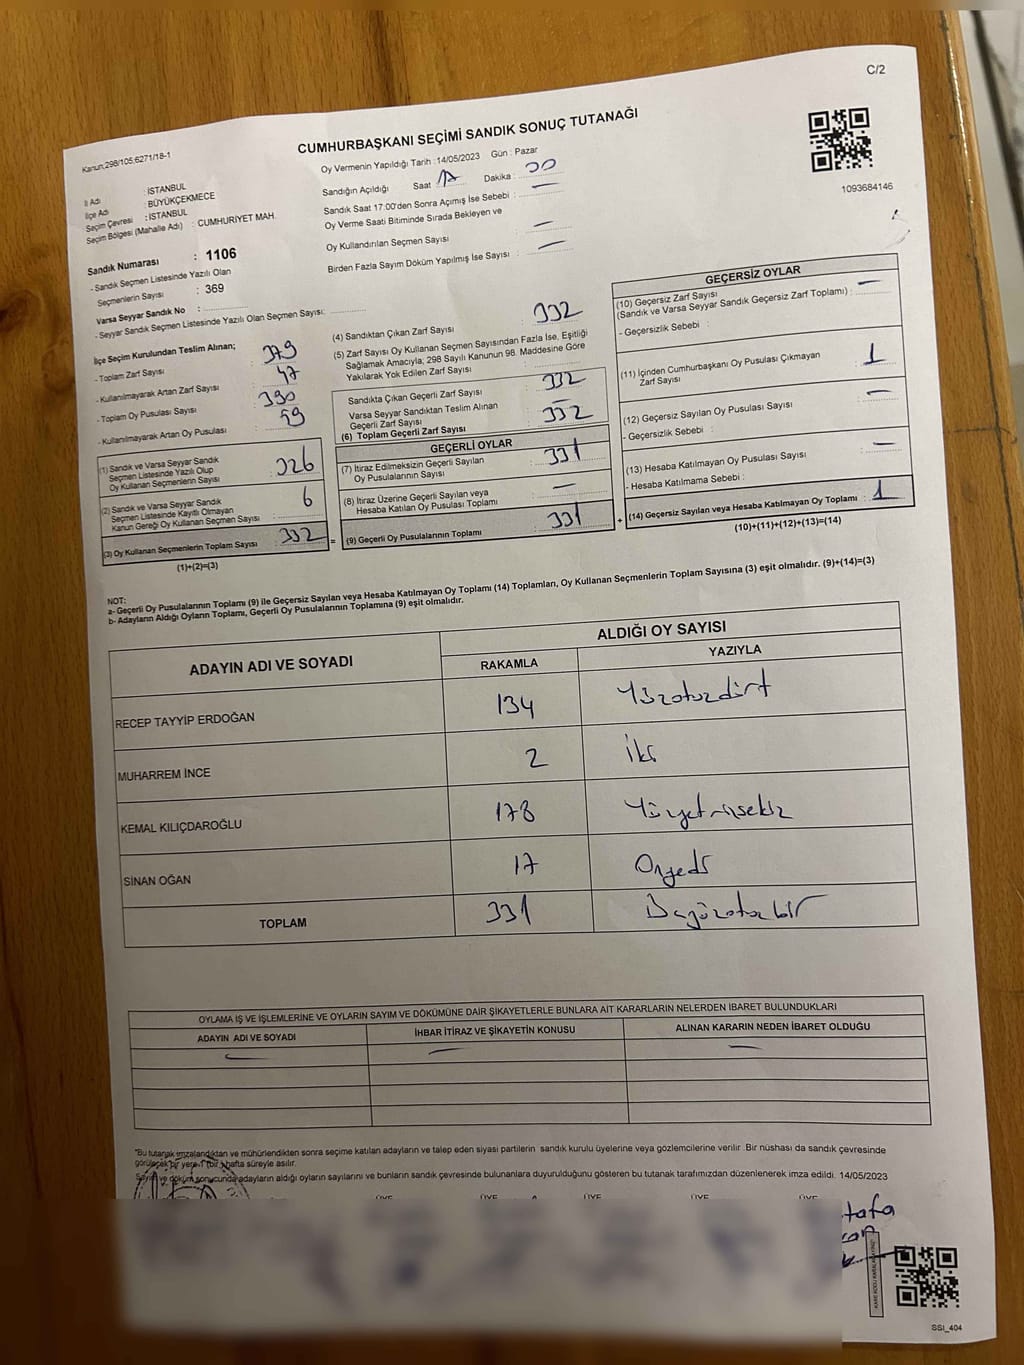 C/2
Kanun;298/105;6271/18-1
CUMHURBAŞKANI SEÇİMİ SANDIK SONUÇ TUTANAĞI
İl Adı : İSTANBUL
İlçe Adı : BÜYÜKÇEKMECE
Seçim Çevresi : İSTANBUL
Seçim Bölgesi (Mahalle Adı) : CUMHURİYET MAH.
Oy Vermenin Yapıldığı Tarih : 14/05/2023 Gün : Pazar
Sandığın Açıldığı Saat 17 Dakika : 00
Sandık Saat 17:00'den Sonra Açımış İse Sebebi : —
Oy Verme Saati Bitiminde Sırada Bekleyen ve
Oy Kullandırılan Seçmen Sayısı —
Birden Fazla Sayım Döküm Yapılmış İse Sayısı : —
1093684146
Sandık Numarası : 1106
- Sandık Seçmen Listesinde Yazılı Olan
Seçmenlerin Sayısı : 369
Varsa Seyyar Sandık No :
- Seyyar Sandık Seçmen Listesinde Yazılı Olan Seçmen Sayısı:
İlçe Seçim Kurulundan Teslim Alınan;
- Toplam Zarf Sayısı : 379
- Kullanılmayarak Artan Zarf Sayısı : 47
- Toplam Oy Pusulası Sayısı : 390
- Kullanılmayarak Artan Oy Pusulası : 59
(1) Sandık ve Varsa Seyyar Sandık
Seçmen Listesinde Yazılı Olup
Oy Kullanan Seçmenlerin Sayısı : 326
(2) Sandık ve Varsa Seyyar Sandık
Seçmen Listesinde Kayıtlı Olmayan
Kanun Gereği Oy Kullanan Seçmen Sayısı : 6
(3) Oy Kullanan Seçmenlerin Toplam Sayısı : 332
(1)+(2)=(3)
(4) Sandıktan Çıkan Zarf Sayısı : 332
(5) Zarf Sayısı Oy Kullanan Seçmen Sayısından Fazla İse, Eşitliği
Sağlamak Amacıyla; 298 Sayılı Kanunun 98. Maddesine Göre
Yakılarak Yok Edilen Zarf Sayısı :
Sandıkta Çıkan Geçerli Zarf Sayısı : 332
Varsa Seyyar Sandıktan Teslim Alınan
Geçerli Zarf Sayısı : —
(6) Toplam Geçerli Zarf Sayısı : 332
GEÇERLİ OYLAR
(7) İtiraz Edilmeksizin Geçerli Sayılan
Oy Pusulasının Sayısı : 331
(8) İtiraz Üzerine Geçerli Sayılan veya
Hesaba Katılan Oy Pusulası Toplamı : —
= (9) Geçerli Oy Pusulalarının Toplamı : 331 +
GEÇERSİZ OYLAR
(10) Geçersiz Zarf Sayısı
(Sandık ve Varsa Seyyar Sandık Geçersiz Zarf Toplamı) : —
- Geçersizlik Sebebi :
(11) İçinden Cumhurbaşkanı Oy Pusulası Çıkmayan
Zarf Sayısı : 1
(12) Geçersiz Sayılan Oy Pusulası Sayısı : —
- Geçersizlik Sebebi :
(13) Hesaba Katılmayan Oy Pusulası Sayısı : —
- Hesaba Katılmama Sebebi :
(14) Geçersiz Sayılan veya Hesaba Katılmayan Oy Toplamı : 1
(10)+(11)+(12)+(13)=(14)
NOT:
a- Geçerli Oy Pusulalarının Toplamı (9) ile Geçersiz Sayılan veya Hesaba Katılmayan Oy Toplamı (14) Toplamları, Oy Kullanan Seçmenlerin Toplam Sayısına (3) eşit olmalıdır. (9)+(14)=(3)
b- Adayların Aldığı Oyların Toplamı, Geçerli Oy Pusulalarının Toplamına (9) eşit olmalıdır.
ADAYIN ADI VE SOYADI
ALDIĞI OY SAYISI
RAKAMLA YAZIYLA
RECEP TAYYİP ERDOĞAN 134 Yüzotuzdört
MUHARREM İNCE 2 İki
KEMAL KILIÇDAROĞLU 178 Yüzyetmişsekiz
SİNAN OĞAN 17 Onyedi
TOPLAM 331 Üçyüzotuzbir
OYLAMA İŞ VE İŞLEMLERİNE VE OYLARIN SAYIM VE DÖKÜMÜNE DAİR ŞİKAYETLERLE BUNLARA AİT KARARLARIN NELERDEN İBARET BULUNDUKLARI
ADAYIN ADI VE SOYADI İHBAR İTİRAZ VE ŞİKAYETİN KONUSU ALINAN KARARIN NEDEN İBARET OLDUĞU
— — —
*Bu tutanak imzalandıktan ve mühürlendikten sonra seçime katılan adayların ve talep eden siyasi partilerin sandık kurulu üyelerine veya gözlemcilerine verilir. Bir nüshası da sandık çevresinde
görülecek bir yere 1 (bir) hafta süreyle asılır.
Sayım ve döküm sonucunda adayların aldığı oyların sayılarını ve bunların sandık çevresinde bulunanlara duyurulduğunu gösteren bu tutanak tarafımızdan düzenlenerek imza edildi. 14/05/2023
ÜYE ÜYE ÜYE ÜYE ÜYE
tafa
SSI_404